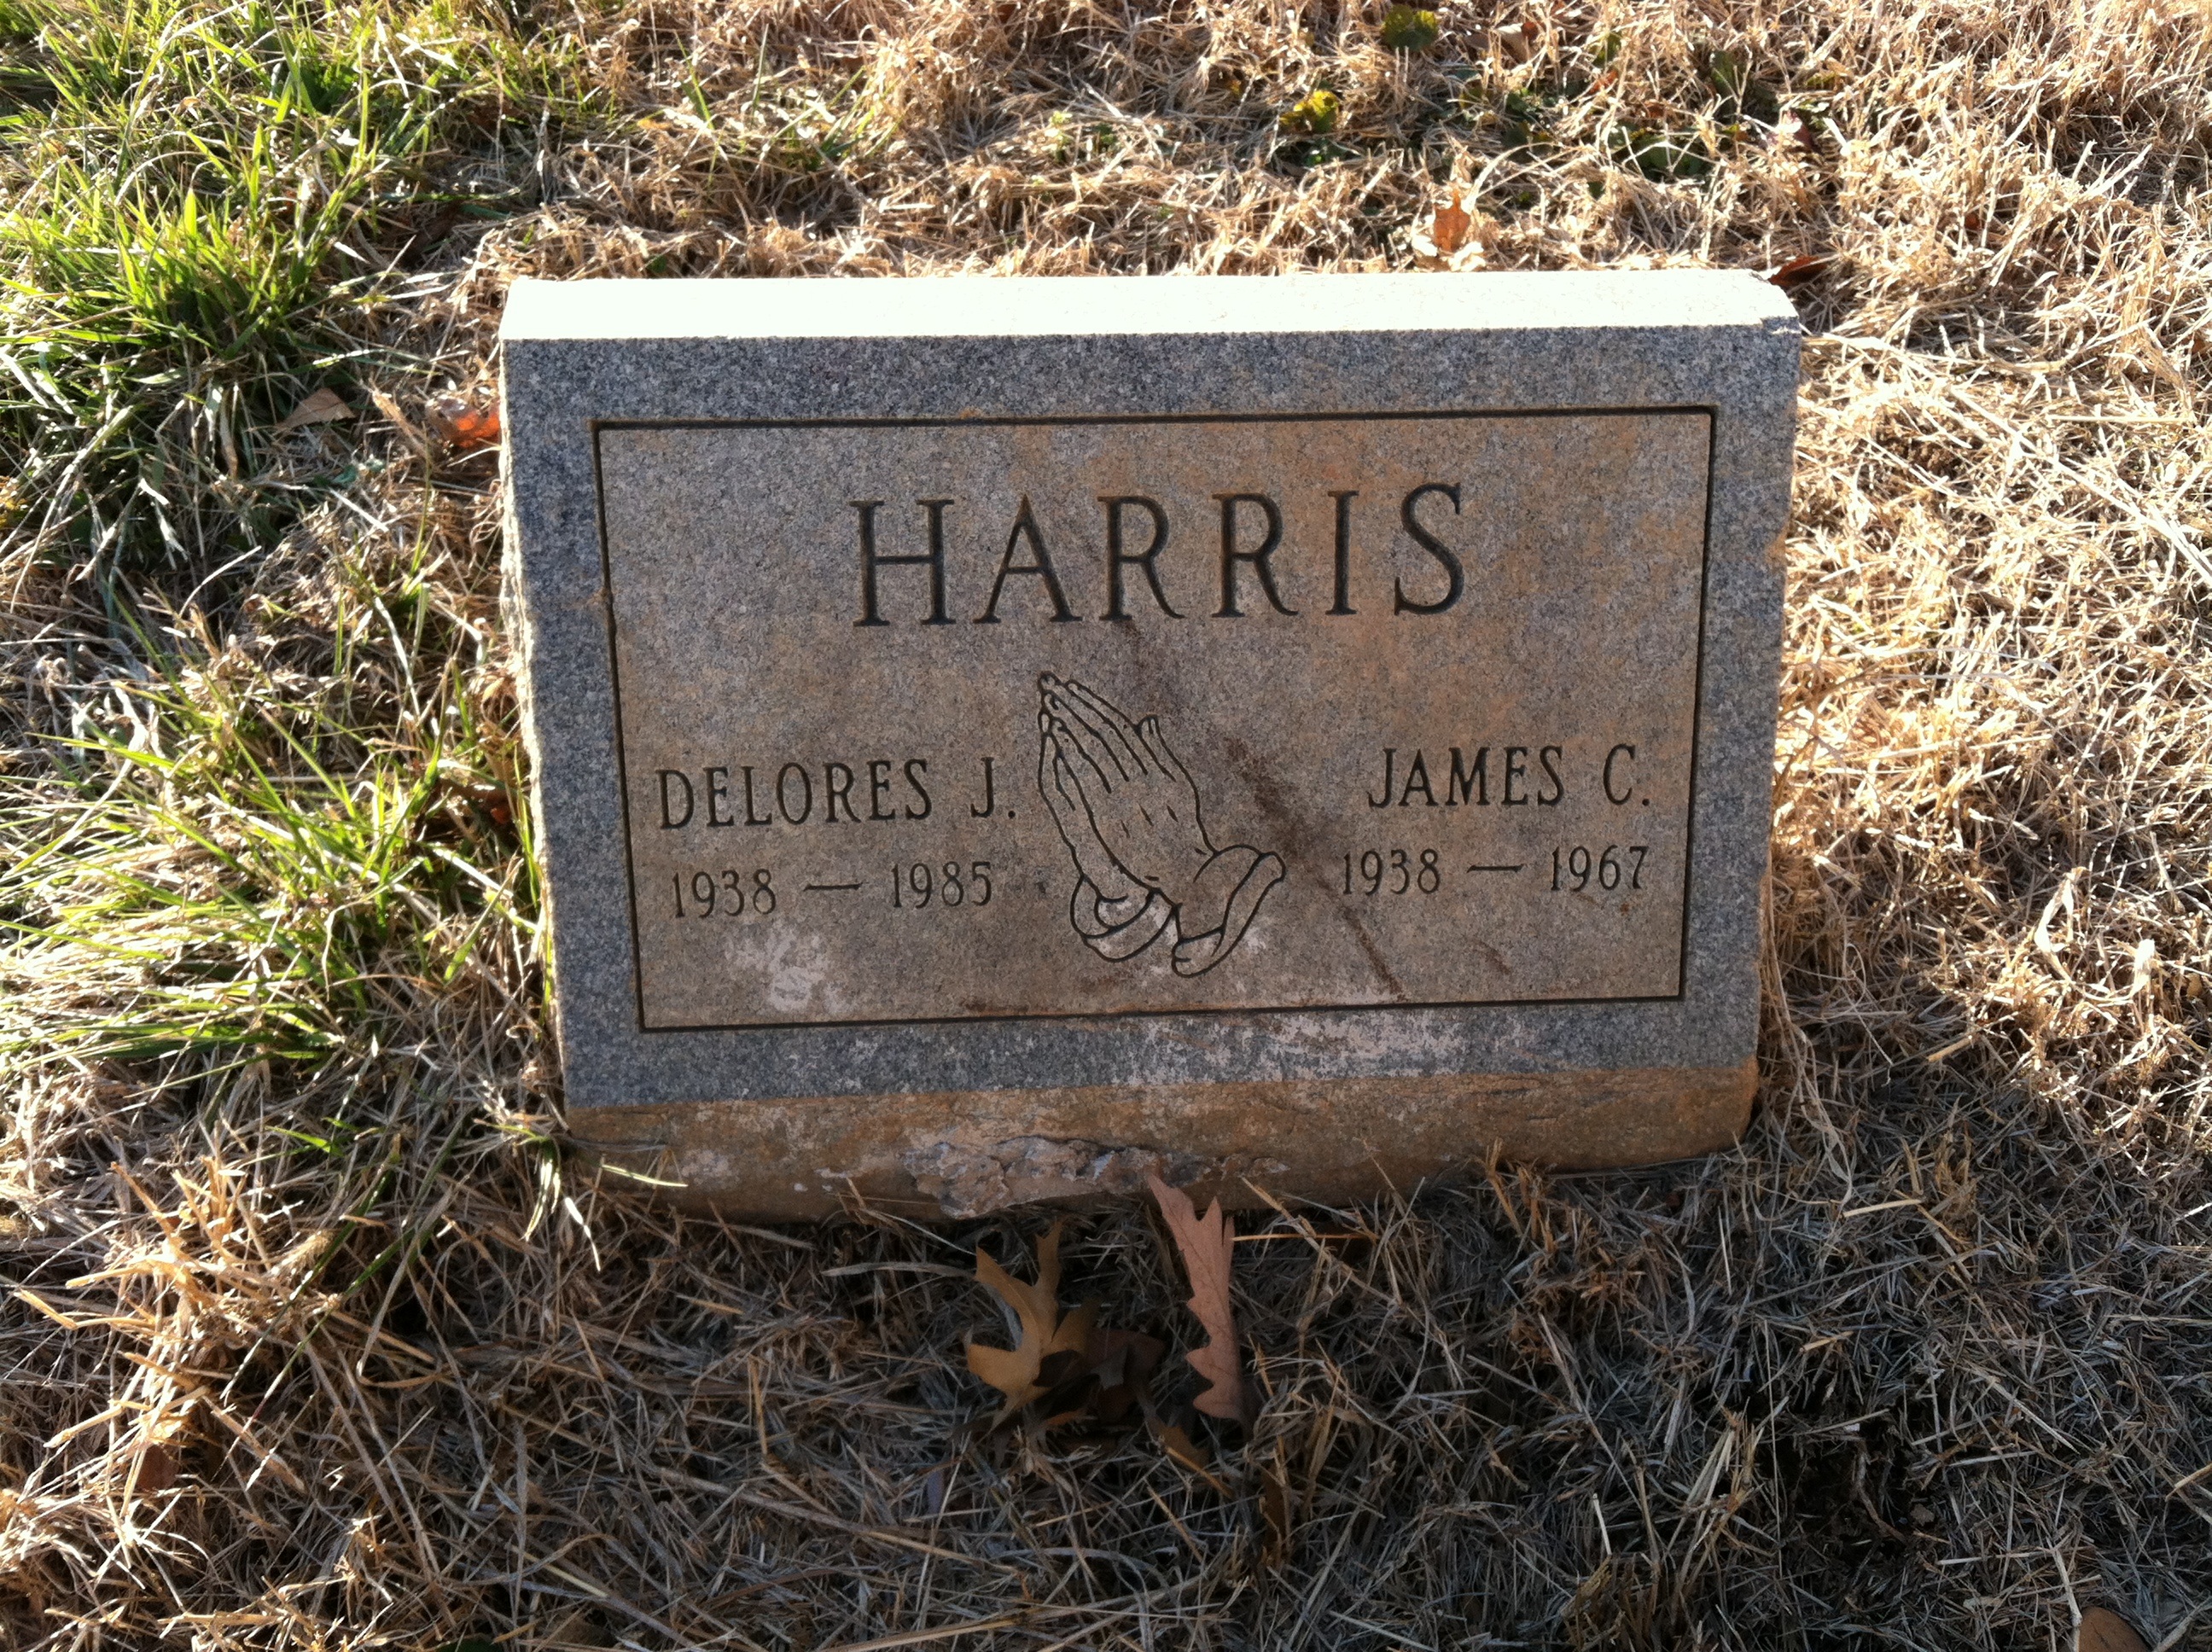 HARRIS
DELORES J.
1938 — 1985
JAMES C.
1938 — 1967